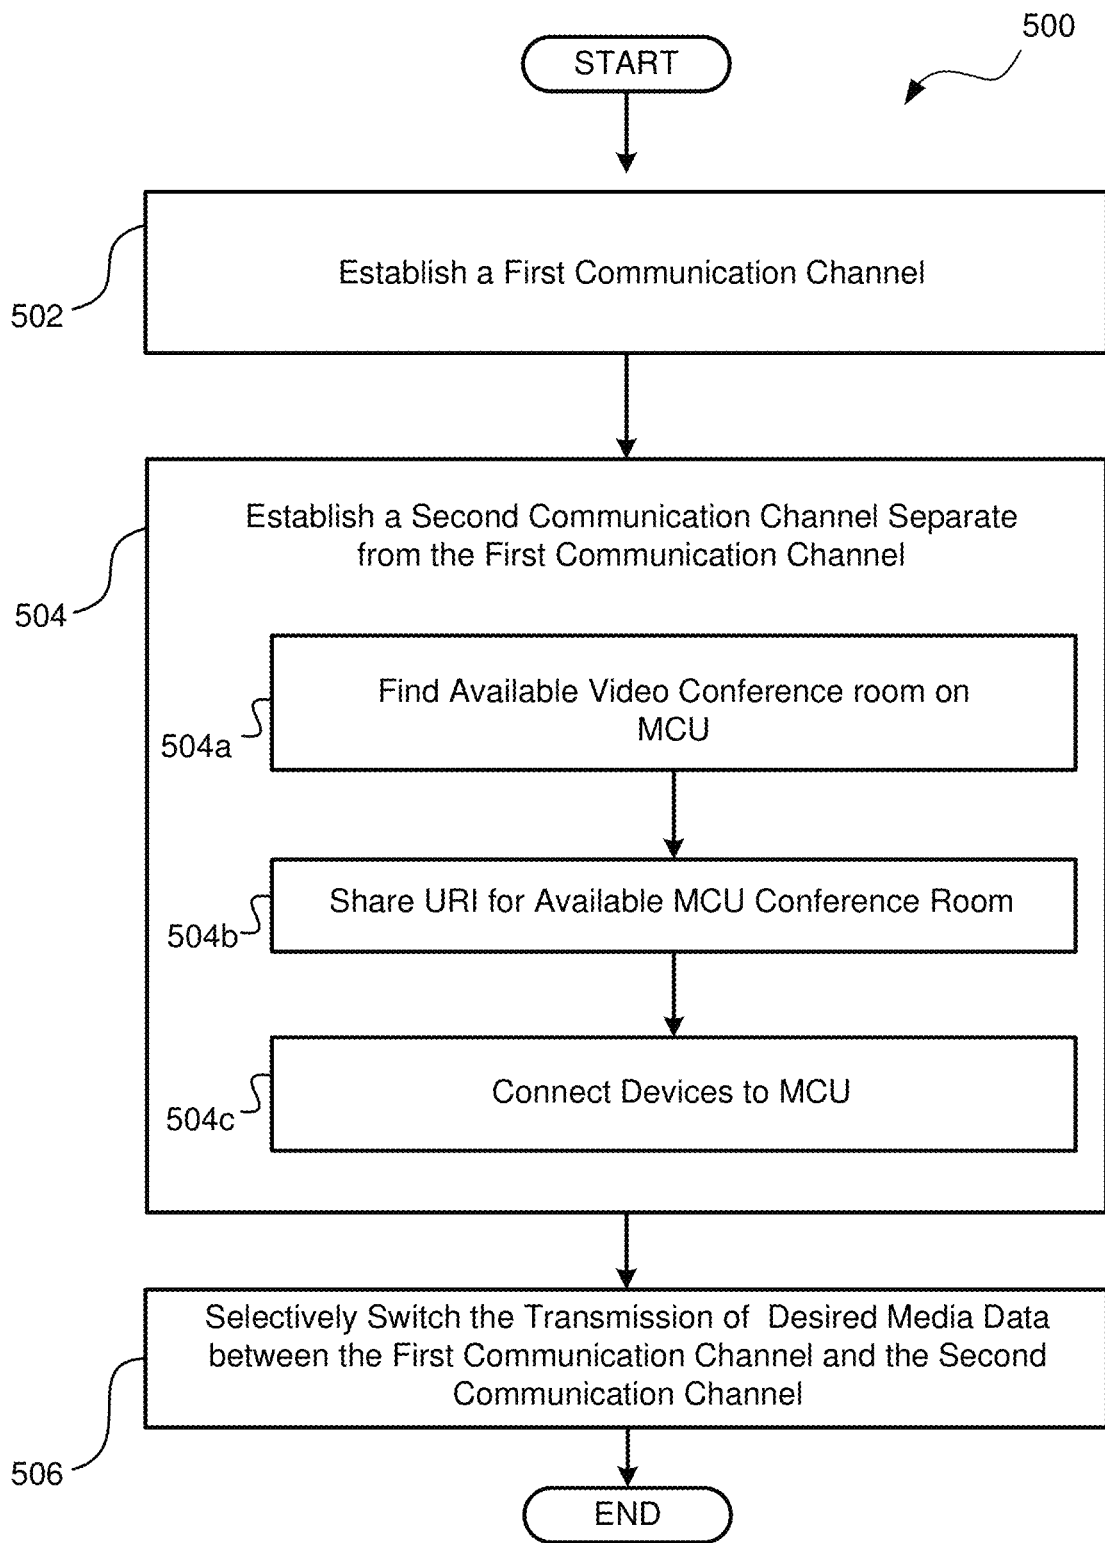 500
START
Establish a First Communication Channel
502
Establish a Second Communication Channel Separate
from the First Communication Channel
504
Find Available Video Conference room on
MCU
504a
Share URI for Available MCU Conference Room
504b
Connect Devices to MCU
504c
Selectively Switch the Transmission of Desired Media Data
between the First Communication Channel and the Second
Communication Channel
506
END